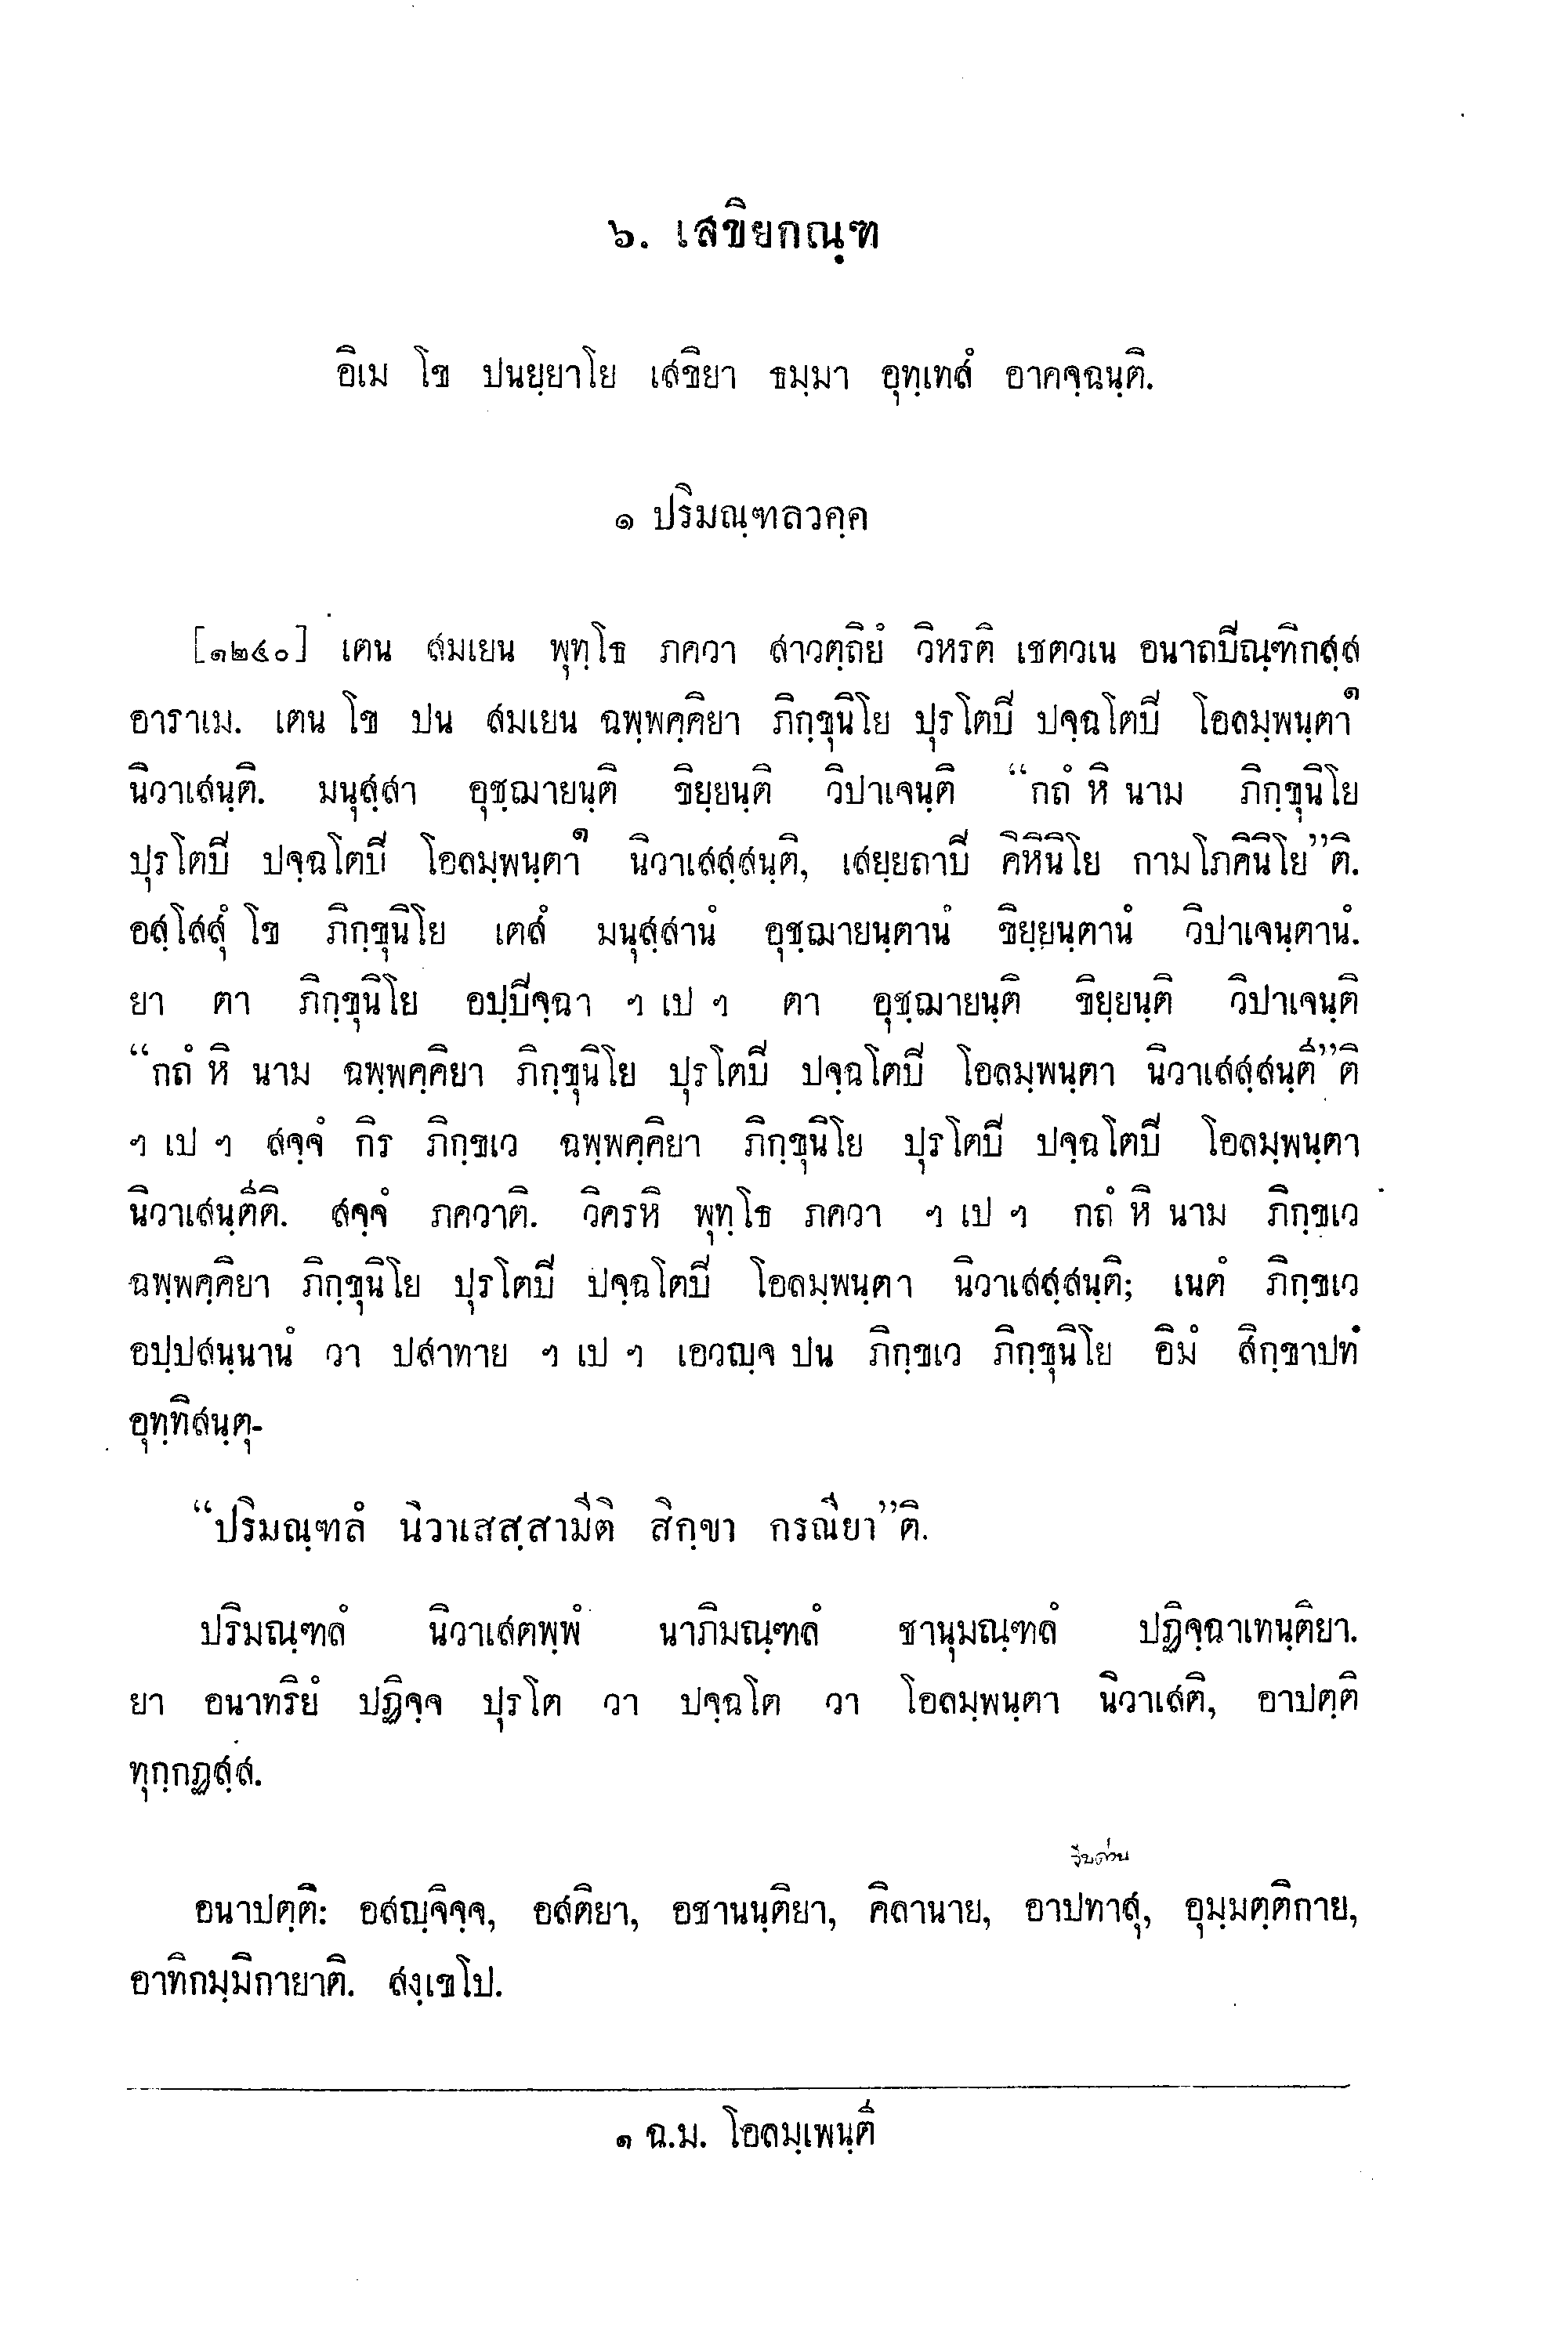 ๖. เสขิยกณฺฑ
อิเม โข ปนยฺยาโย เสขิยา ธมฺมา อุทฺเทสํ อาคจฺฉนฺติ.
๑ ปริมณฺฑลวคฺค
[๑๒๔๐] เตน สมเยน พุทฺโธ ภควา สาวตฺถิยํ วิหรติ เชตวเน อนาถปิณฺฑิกสฺส
อาราเม. เตน โข ปน สมเยน ฉพฺพคฺคิยา ภิกฺขุนิโย ปุรโตปิ ปจฺฉโตปิ โอลมฺพนฺตา๑
นิวาเสนฺติ. มนุสฺสา อุชฺฌายนฺติ ขิยฺยนฺติ วิปาเจนฺติ “กถํ หิ นาม ภิกฺขุนิโย
ปุรโตปิ ปจฺฉโตปิ โอลมฺพนฺตา๑ นิวาเสสฺสนฺติ, เสยฺยถาปิ คิหินิโย กามโภคินิโย”ติ.
อสฺโสสุํ โข ภิกฺขุนิโย เตสํ มนุสฺสานํ อุชฺฌายนฺตานํ ขิยฺยนฺตานํ วิปาเจนฺตานํ.
ยา ตา ภิกฺขุนิโย อปฺปิจฺฉา ฯ เป ฯ ตา อุชฺฌายนฺติ ขิยฺยนฺติ วิปาเจนฺติ
“กถํ หิ นาม ฉพฺพคฺคิยา ภิกฺขุนิโย ปุรโตปิ ปจฺฉโตปิ โอลมฺพนฺตา นิวาเสสฺสนฺตี”ติ
ฯ เป ฯ สจฺจํ กิร ภิกฺขเว ฉพฺพคฺคิยา ภิกฺขุนิโย ปุรโตปิ ปจฺฉโตปิ โอลมฺพนฺตา
นิวาเสนฺตีติ. สจฺจํ ภควาติ. วิครหิ พุทฺโธ ภควา ฯ เป ฯ กถํ หิ นาม ภิกฺขเว
ฉพฺพคฺคิยา ภิกฺขุนิโย ปุรโตปิ ปจฺฉโตปิ โอลมฺพนฺตา นิวาเสสฺสนฺติ; เนตํ ภิกฺขเว
อปฺปสนฺนานํ วา ปสาทาย ฯ เป ฯ เอวญฺจ ปน ภิกฺขเว ภิกฺขุนิโย อิมํ สิกฺขาปทํ
อุทฺทิสนฺตุ-
“ปริมณฺฑลํ นิวาเสสฺสามีติ สิกฺขา กรณียา”ติ.
ปริมณฺฑลํ นิวาเสตพฺพํ นาภิมณฺฑลํ ชานุมณฺฑลํ ปฏิจฺฉาเทนฺติยา.
ยา อนาทริยํ ปฏิจฺจ ปุรโต วา ปจฺฉโต วา โอลมฺพนฺตา นิวาเสติ, อาปตฺติ
ทุกฺกฏสฺส.
รีบด่วน
อนาปตฺติ: อสญฺจิจฺจ, อสติยา, อชานนฺติยา, คิลานาย, อาปทาสุ, อุมฺมตฺติกาย,
อาทิกมฺมิกายาติ. สงฺเขโป.
๑ ฉ.ม. โอลมฺเพนฺตี